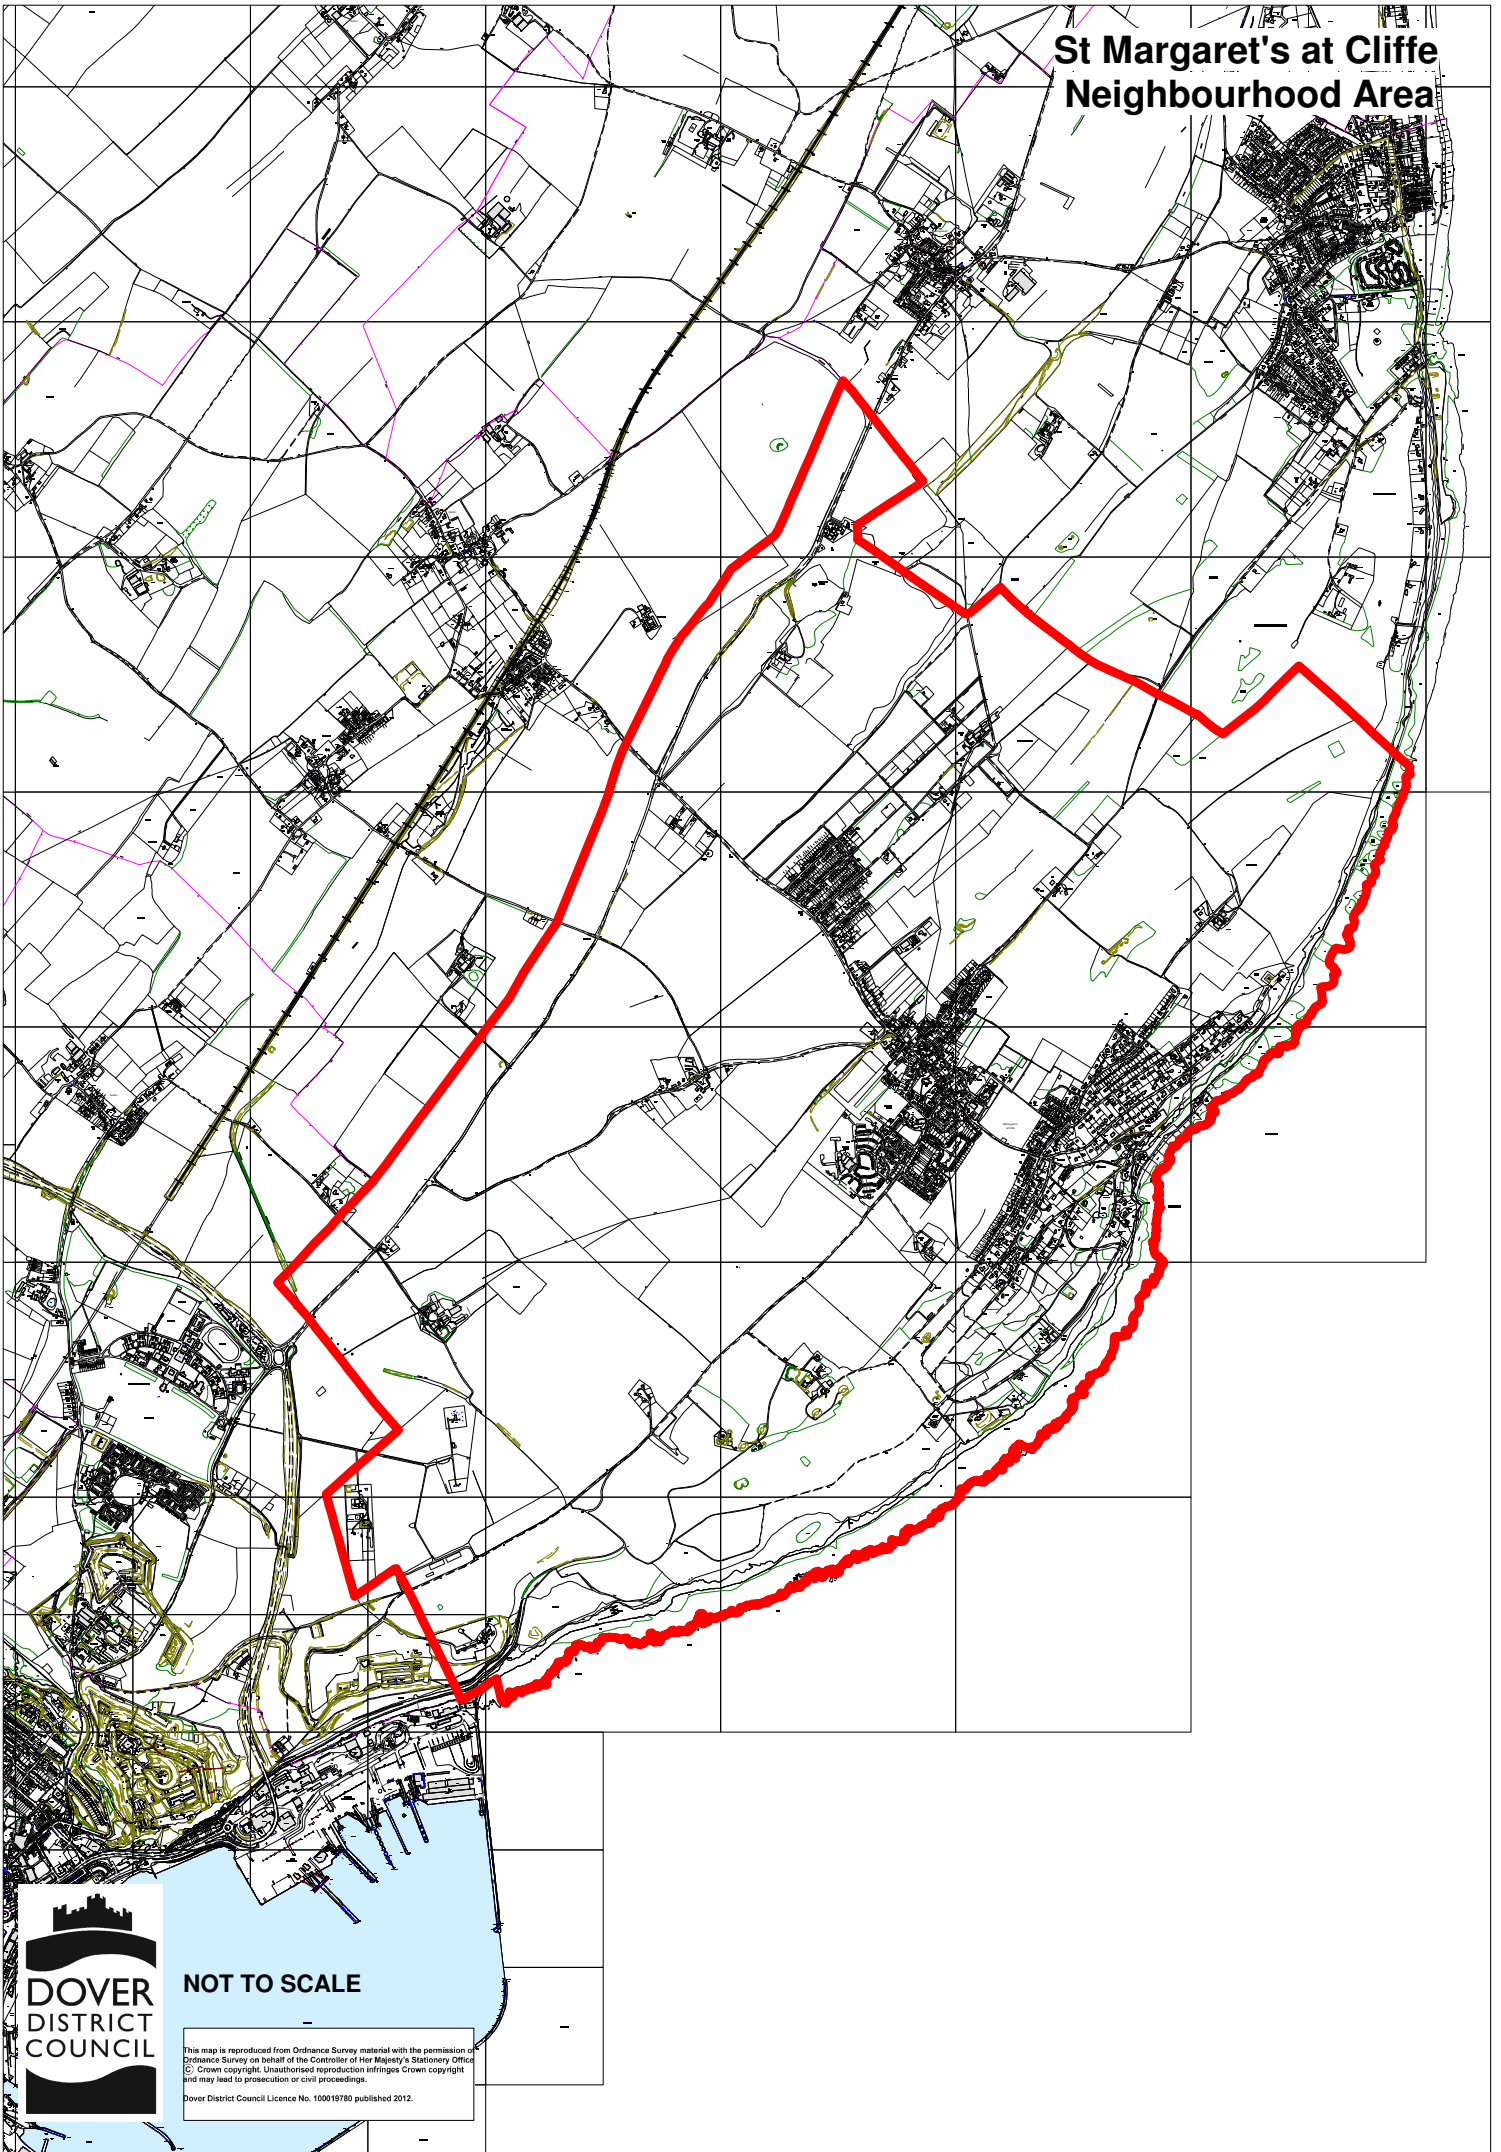 St Margaret's at Cliffe
Neighbourhood Area
DOVER
DISTRICT
COUNCIL
NOT TO SCALE
This map is reproduced from Ordnance Survey material with the permission of
Ordnance Survey on behalf of the Controller of Her Majesty's Stationery Office
© Crown copyright. Unauthorised reproduction infringes Crown copyright
and may lead to prosecution or civil proceedings.
Dover District Council Licence No. 100019780 published 2012.